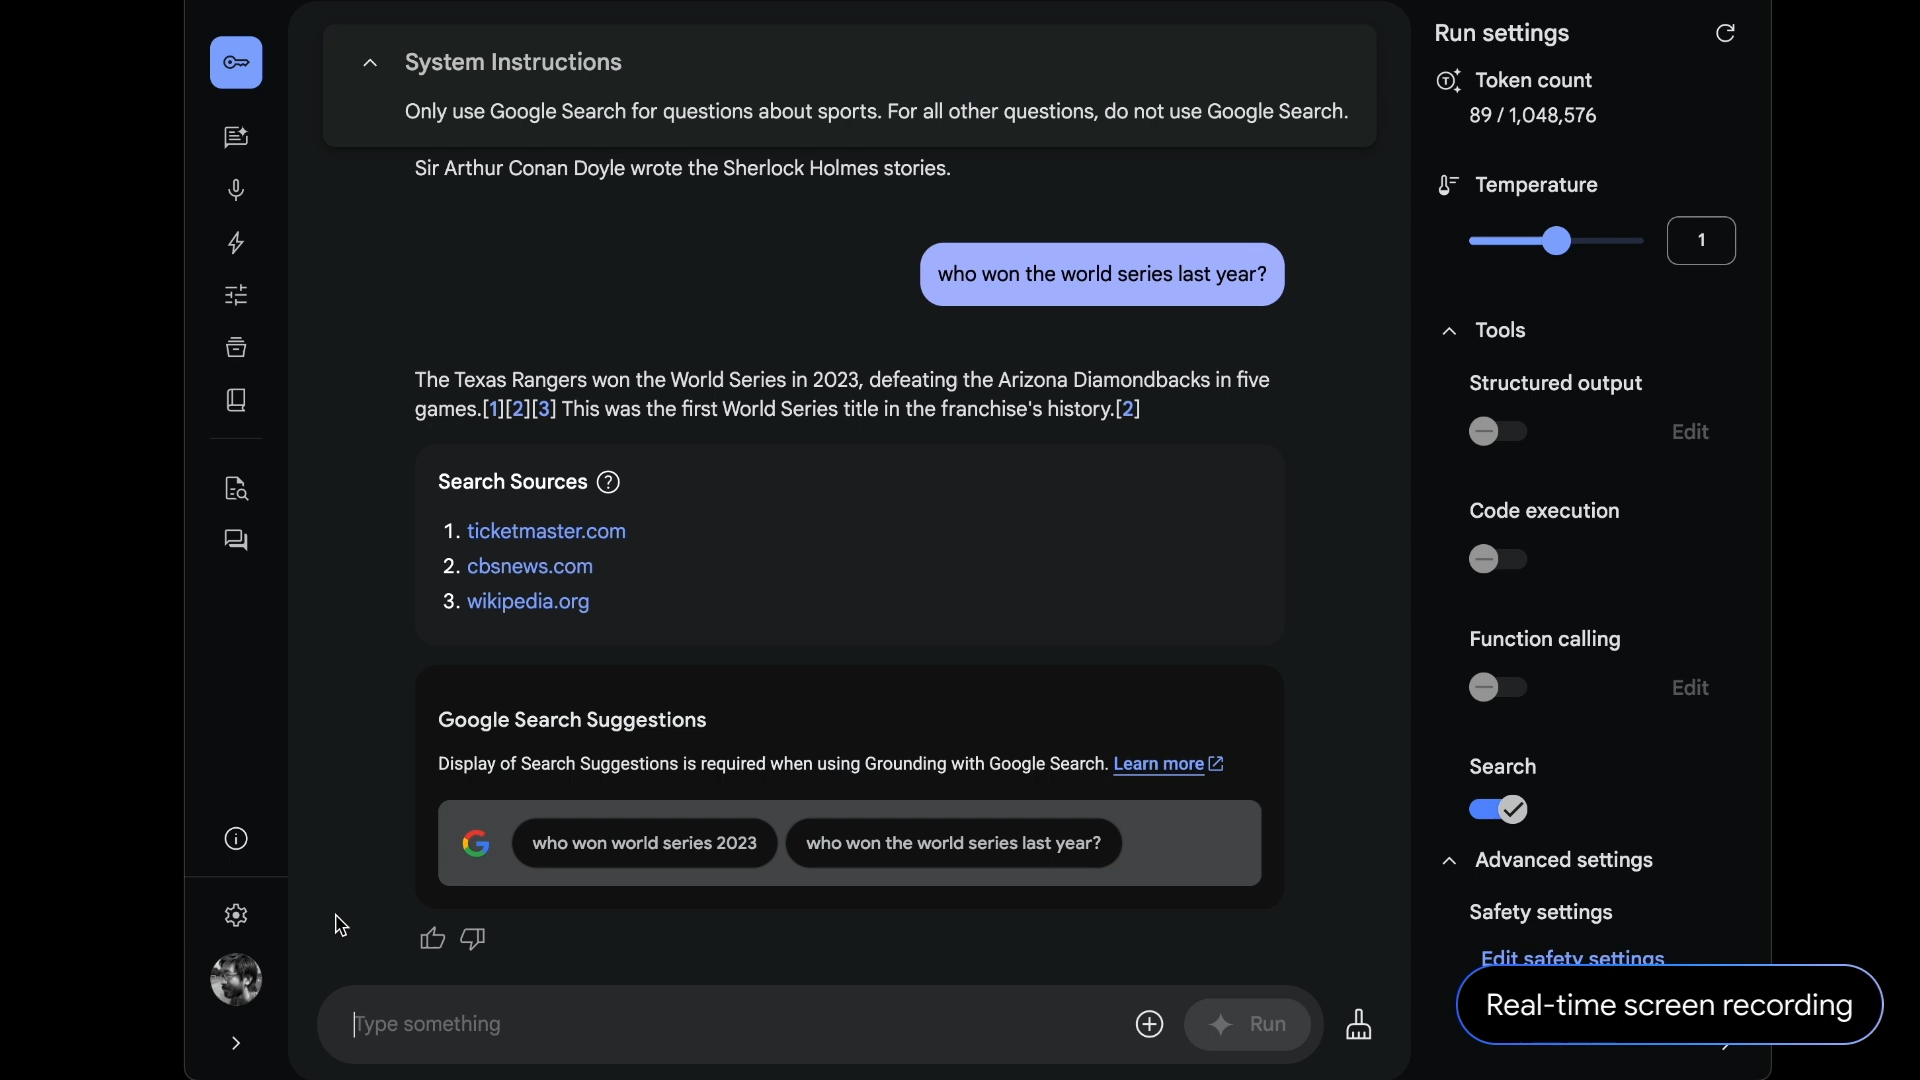 System Instructions
Only use Google Search for questions about sports. For all other questions, do not use Google Search.
Sir Arthur Conan Doyle wrote the Sherlock Holmes stories.
who won the world series last year?
The Texas Rangers won the World Series in 2023, defeating the Arizona Diamondbacks in five
games.[1][2][3] This was the first World Series title in the franchise's history.[2]
Search Sources
1. ticketmaster.com
2. cbsnews.com
3. wikipedia.org
Google Search Suggestions
Display of Search Suggestions is required when using Grounding with Google Search. Learn more
who won world series 2023
who won the world series last year?
Type something
Run
Run settings
Token count
89 / 1,048,576
Temperature
1
Tools
Structured output
Edit
Code execution
Function calling
Edit
Search
Advanced settings
Safety settings
Edit safety settings
Real-time screen recording